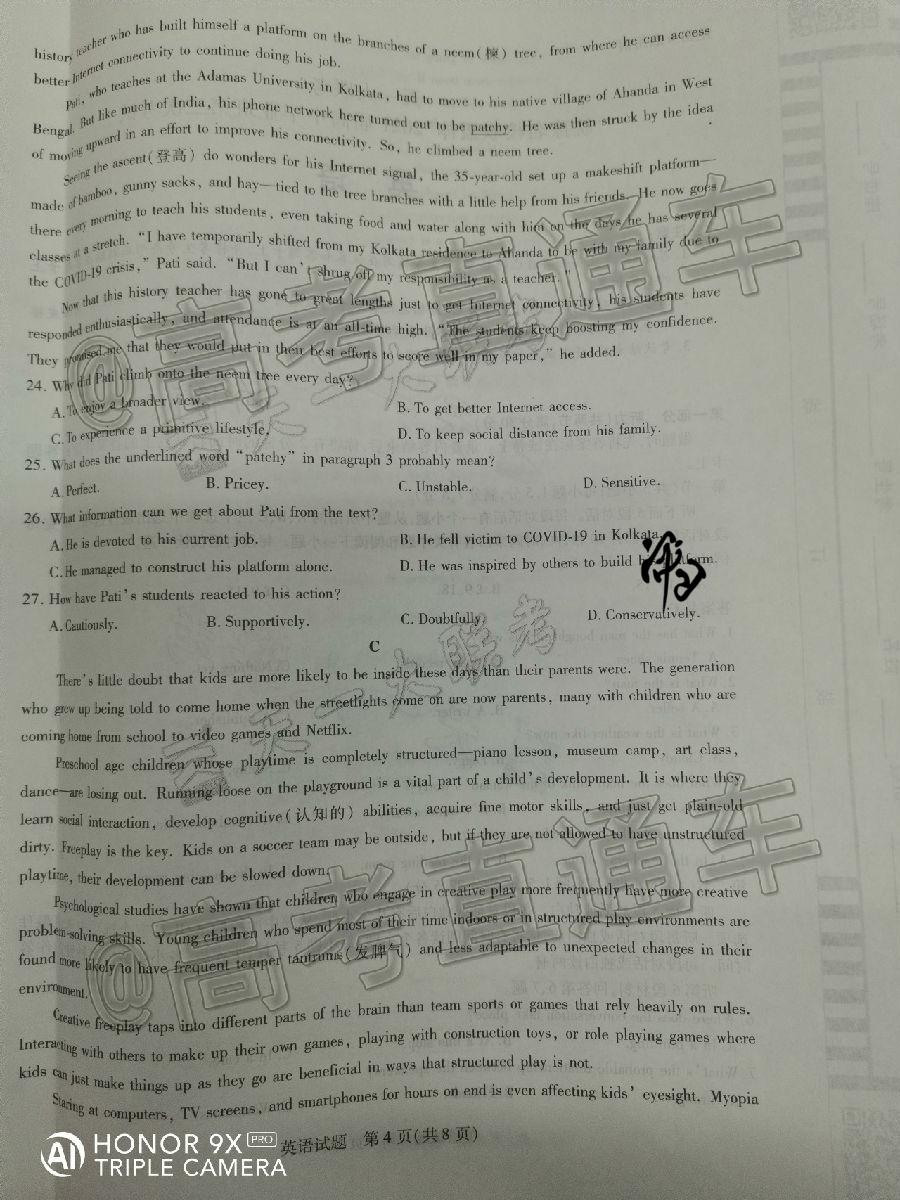 history teacher who has built himself a platform on the branches of a neem(楝) tree, from where he can access
better Internet connectivity to continue doing his job.
Pati, who teaches at the Adamas University in Kolkata, had to move to his native village of Ahanda in West
Bengal. But like much of India, his phone network here turned out to be patchy. He was then struck by the idea
of moving upward in an effort to improve his connectivity. So, he climbed a neem tree.
Seeing the ascent(登高) do wonders for his Internet signal, the 35-year-old set up a makeshift platform—
made of bamboo, gunny sacks, and hay—tied to the tree branches with a little help from his friends. He now goes
there every morning to teach his students, even taking food and water along with him on the days he has several
classes at a stretch. "I have temporarily shifted from my Kolkata residence to Ahanda to be with my family due to
the COVID-19 crisis," Pati said. "But I can't shrug off my responsibility as a teacher."
Now that this history teacher has gone to great lengths just to get Internet connectivity, his students have
responded enthusiastically, and attendance is at an all-time high. "The students keep boosting my confidence.
They promised me that they would put in their best efforts to score well in my paper," he added.
24. Why did Pati climb onto the neem tree every day?
A. To enjoy a broader view.
B. To get better Internet access.
C. To experience a primitive lifestyle.
D. To keep social distance from his family.
25. What does the underlined word "patchy" in paragraph 3 probably mean?
A. Perfect.
B. Pricey.
C. Unstable.
D. Sensitive.
26. What information can we get about Pati from the text?
A. He is devoted to his current job.
B. He fell victim to COVID-19 in Kolkata.
C. He managed to construct his platform alone.
D. He was inspired by others to build his platform.
27. How have Pati's students reacted to his action?
A. Cautiously.
B. Supportively.
C. Doubtfully.
D. Conservatively.
C
There's little doubt that kids are more likely to be inside these days than their parents were. The generation
who grew up being told to come home when the streetlights come on are now parents, many with children who are
coming home from school to video games and Netflix.
Preschool age children whose playtime is completely structured—piano lesson, museum camp, art class,
dance—are losing out. Running loose on the playground is a vital part of a child's development. It is where they
learn social interaction, develop cognitive(认知的) abilities, acquire fine motor skills, and just get plain-old
dirty. Freeplay is the key. Kids on a soccer team may be outside, but if they are not allowed to have unstructured
playtime, their development can be slowed down.
Psychological studies have shown that children who engage in creative play more frequently have more creative
problem-solving skills. Young children who spend most of their time indoors or in structured play environments are
found more likely to have frequent temper tantrums(发脾气) and less adaptable to unexpected changes in their
environment.
Creative freeplay taps into different parts of the brain than team sports or games that rely heavily on rules.
Interacting with others to make up their own games, playing with construction toys, or role playing games where
kids can just make things up as they go are beneficial in ways that structured play is not.
Staring at computers, TV screens, and smartphones for hours on end is even affecting kids' eyesight. Myopia
英语试题 第4页(共8页)
@高考直通车
天一大联考
天一大联考
@高考直通车
HONOR 9X PRO
TRIPLE CAMERA